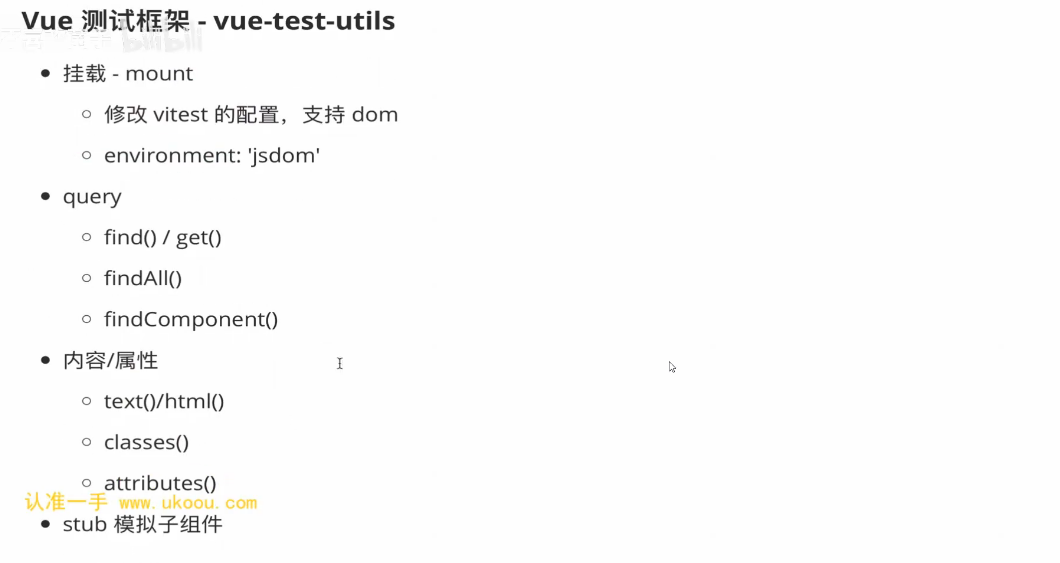 Vue 测试框架 - vue-test-utils
bilibili
挂载 - mount
修改 vitest 的配置，支持 dom
environment: 'jsdom'
query
find() / get()
findAll()
findComponent()
内容/属性
text()/html()
classes()
attributes()
认准一手 www.ukoou.com
stub 模拟子组件